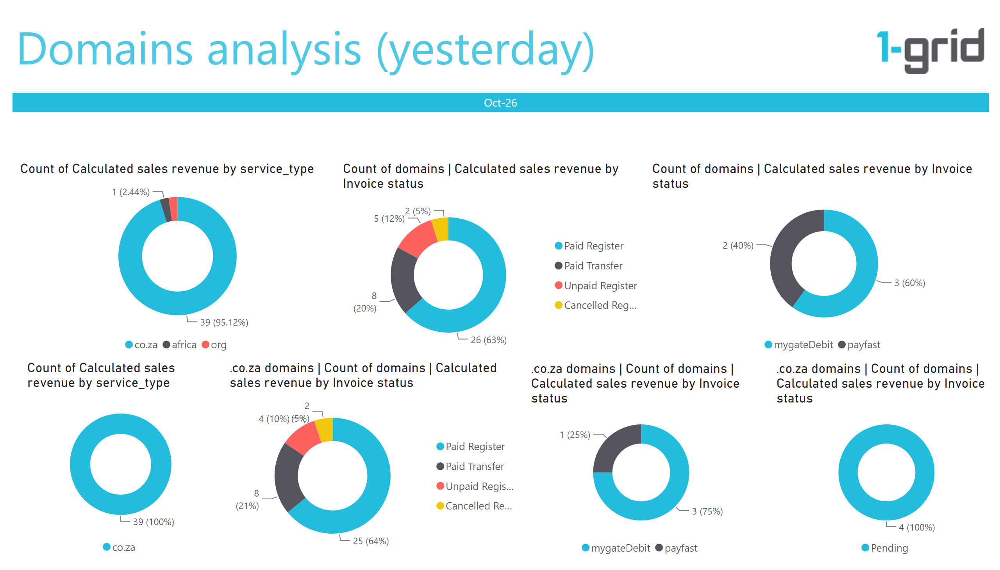 Domains analysis (yesterday)
1-grid
Oct-26
Count of Calculated sales revenue by service_type
1 (2.44%)
39 (95.12%)
co.za africa org
Count of domains | Calculated sales revenue by
Invoice status
2 (5%)
5 (12%)
8
(20%)
26 (63%)
Paid Register
Paid Transfer
Unpaid Register
Cancelled Reg...
Count of domains | Calculated sales revenue by Invoice
status
2 (40%)
3 (60%)
mygateDebit payfast
Count of Calculated sales
revenue by service_type
39 (100%)
co.za
.co.za domains | Count of domains | Calculated
sales revenue by Invoice status
2
(5%)
4 (10%)
8
(21%)
25 (64%)
Paid Register
Paid Transfer
Unpaid Regis...
Cancelled Re...
.co.za domains | Count of domains |
Calculated sales revenue by Invoice
status
1 (25%)
3 (75%)
mygateDebit payfast
.co.za domains | Count of domains |
Calculated sales revenue by Invoice
status
4 (100%)
Pending